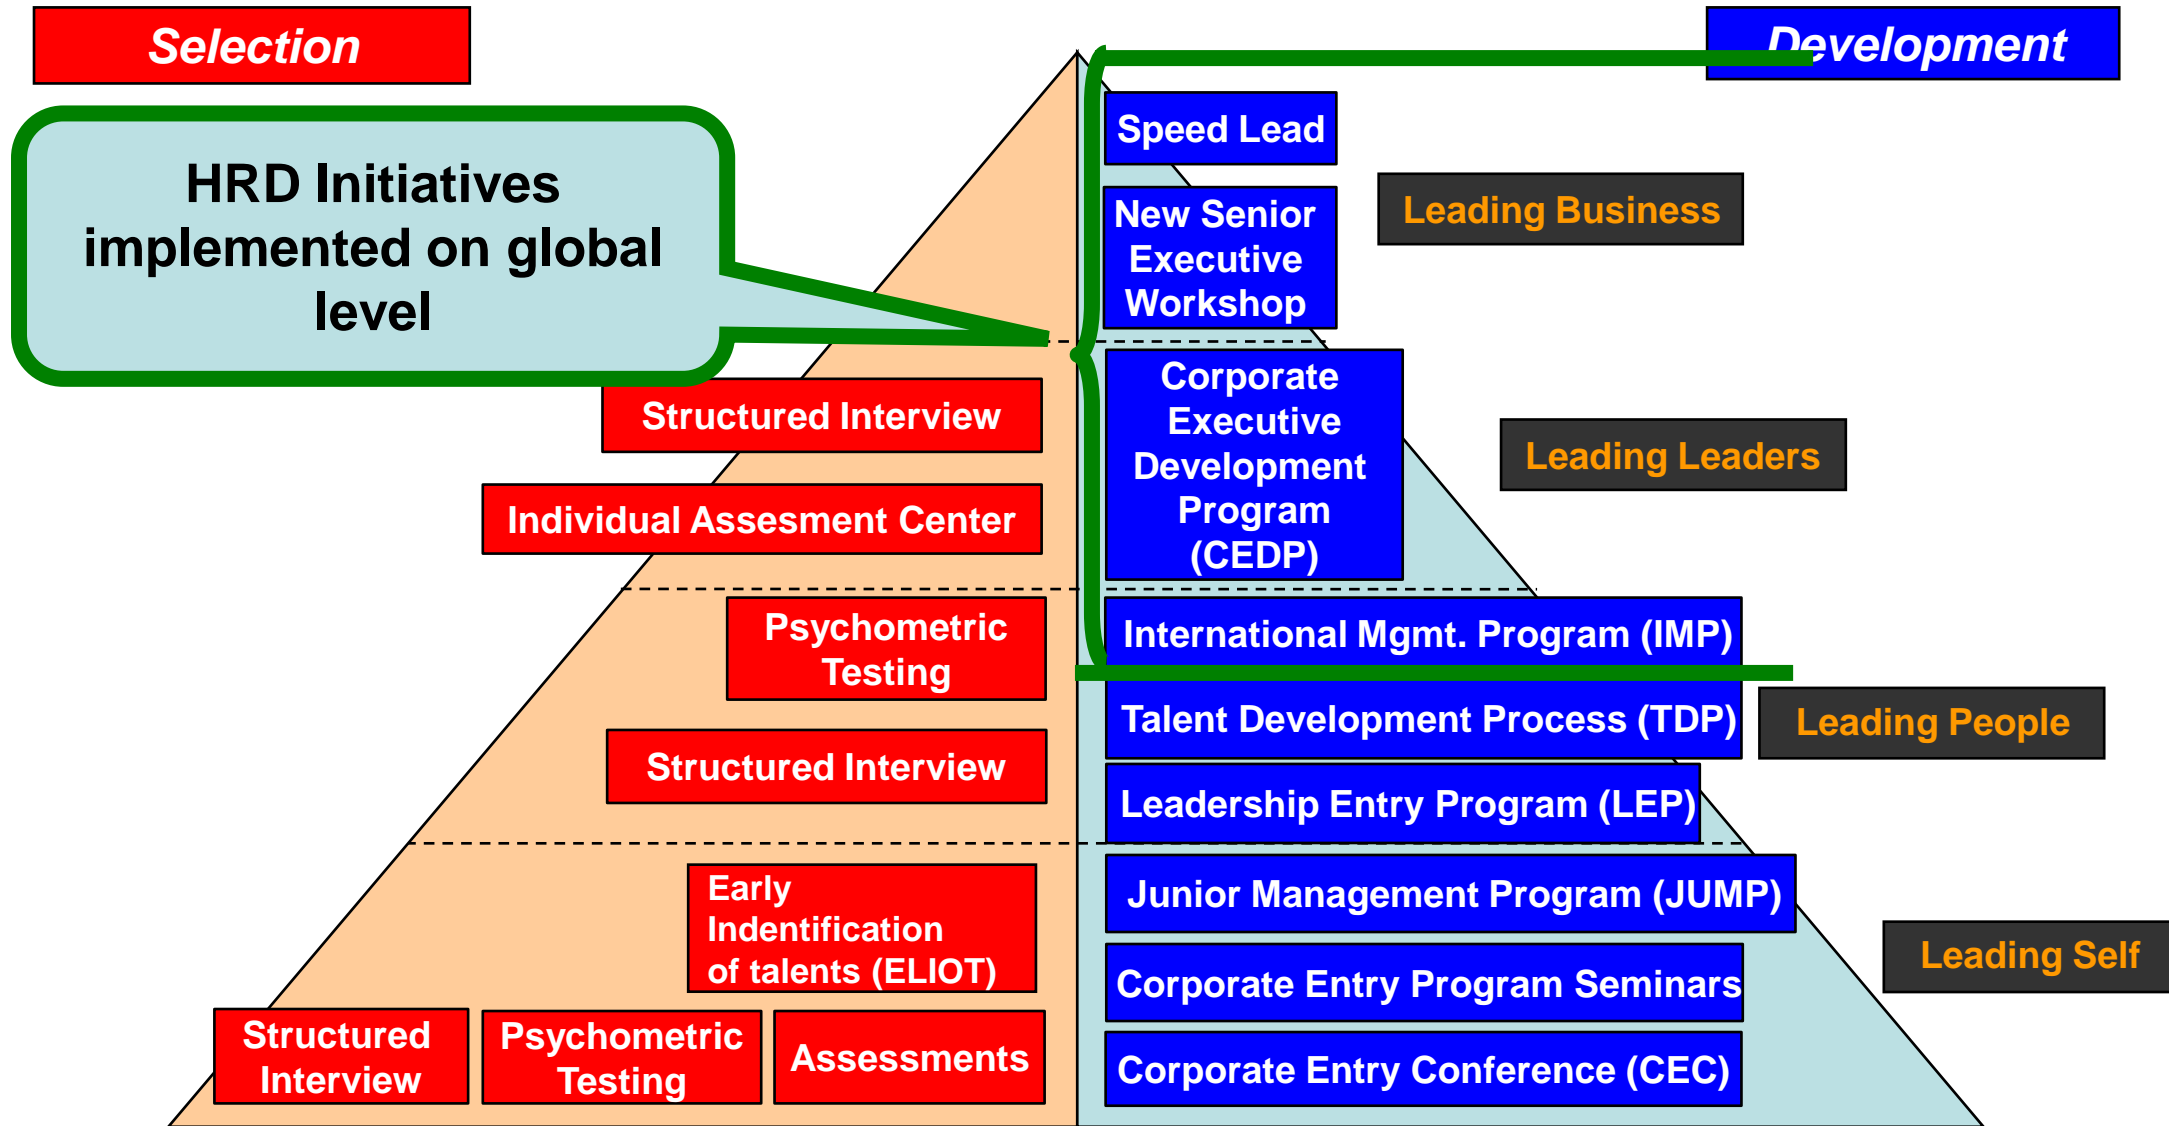 Selection
Development
HRD Initiatives
implemented on global
level
Speed Lead
New Senior
Executive
Workshop
Leading Business
Structured Interview
Individual Assesment Center
Corporate
Executive
Development
Program
(CEDP)
Leading Leaders
Psychometric
Testing
Structured Interview
International Mgmt. Program (IMP)
Talent Development Process (TDP)
Leadership Entry Program (LEP)
Leading People
Early
Indentification
of talents (ELIOT)
Structured
Interview
Psychometric
Testing
Assessments
Junior Management Program (JUMP)
Corporate Entry Program Seminars
Corporate Entry Conference (CEC)
Leading Self